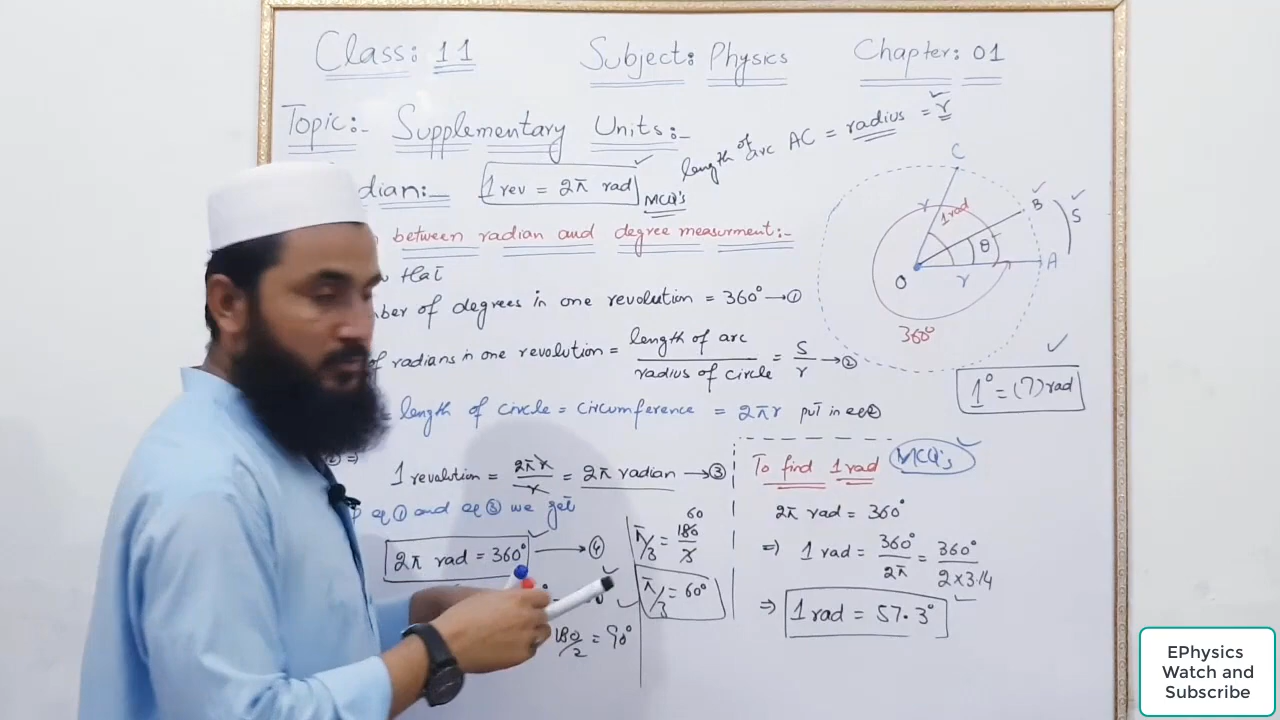 Class: 11 Subject: Physics Chapter: 01
Topic:- Supplementary Units:-
length of arc AC = radius = r
dian:- 1 rev = 2π rad
MCQ's
between radian and degree measurment:-
that
ber of degrees in one revolution = 360° → ①
of radians in one revolution = length of arc / radius of circle = S/r → ②
= length of circle = circumference = 2πr put in eq ②
② ⇒
1 revolution = 2πr/r = 2π radian → ③
eq ① and eq ③ we get
2π rad = 360° → ④
180/2 = 90°
60
π/3 = 180/3
π/3 = 60°
C
r
1 rad
B
S
θ
A
O
r
360°
1° = (?) rad
To find 1 rad MCQ's
2π rad = 360°
⇒ 1 rad = 360°/2π = 360°/2×3.14
⇒ 1 rad = 57.3°
EPhysics
Watch and
Subscribe